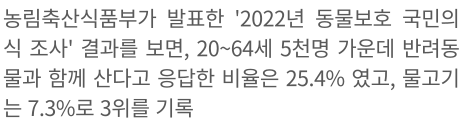 농림축산식품부가 발표한 '2022년 동물보호 국민의
식 조사' 결과를 보면, 20~64세 5천명 가운데 반려동
물과 함께 산다고 응답한 비율은 25.4% 였고, 물고기
는 7.3%로 3위를 기록